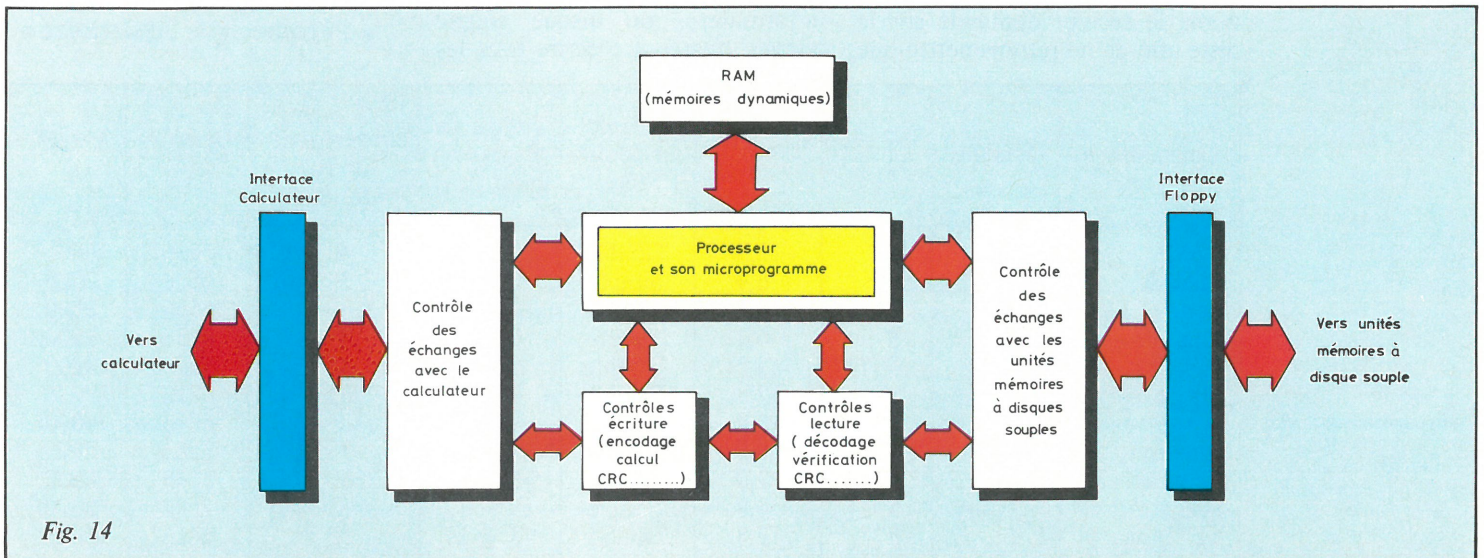 RAM
(mémoires dynamiques)
Interface
Calculateur
Interface
Floppy
Processeur
et son microprogramme
Contrôle
des
échanges
avec le
calculateur
Contrôle
des
échanges
avec les
unités
mémoires
à disques
souples
Vers
calculateur
Vers unités
mémoires à
disque souple
Contrôles
écriture
(encodage
calcul
CRC.........)
Contrôles
lecture
( décodage
vérification
CRC.......)
Fig. 14